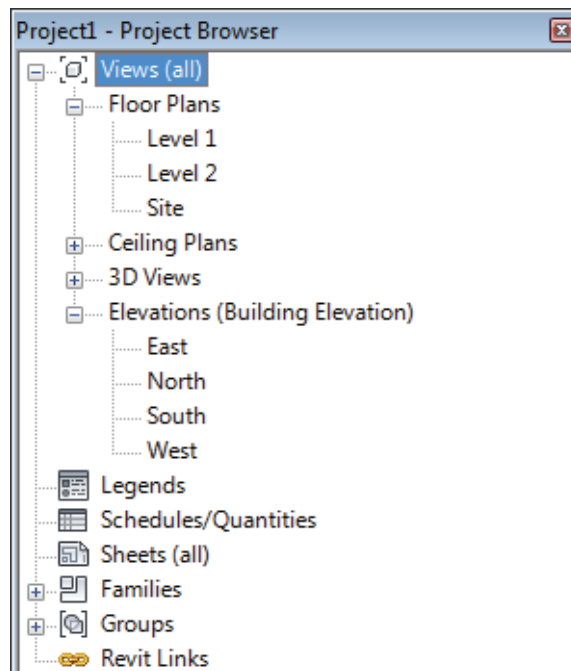 Project1 - Project Browser
Views (all)
Floor Plans
Level 1
Level 2
Site
Ceiling Plans
3D Views
Elevations (Building Elevation)
East
North
South
West
Legends
Schedules/Quantities
Sheets (all)
Families
Groups
Revit Links